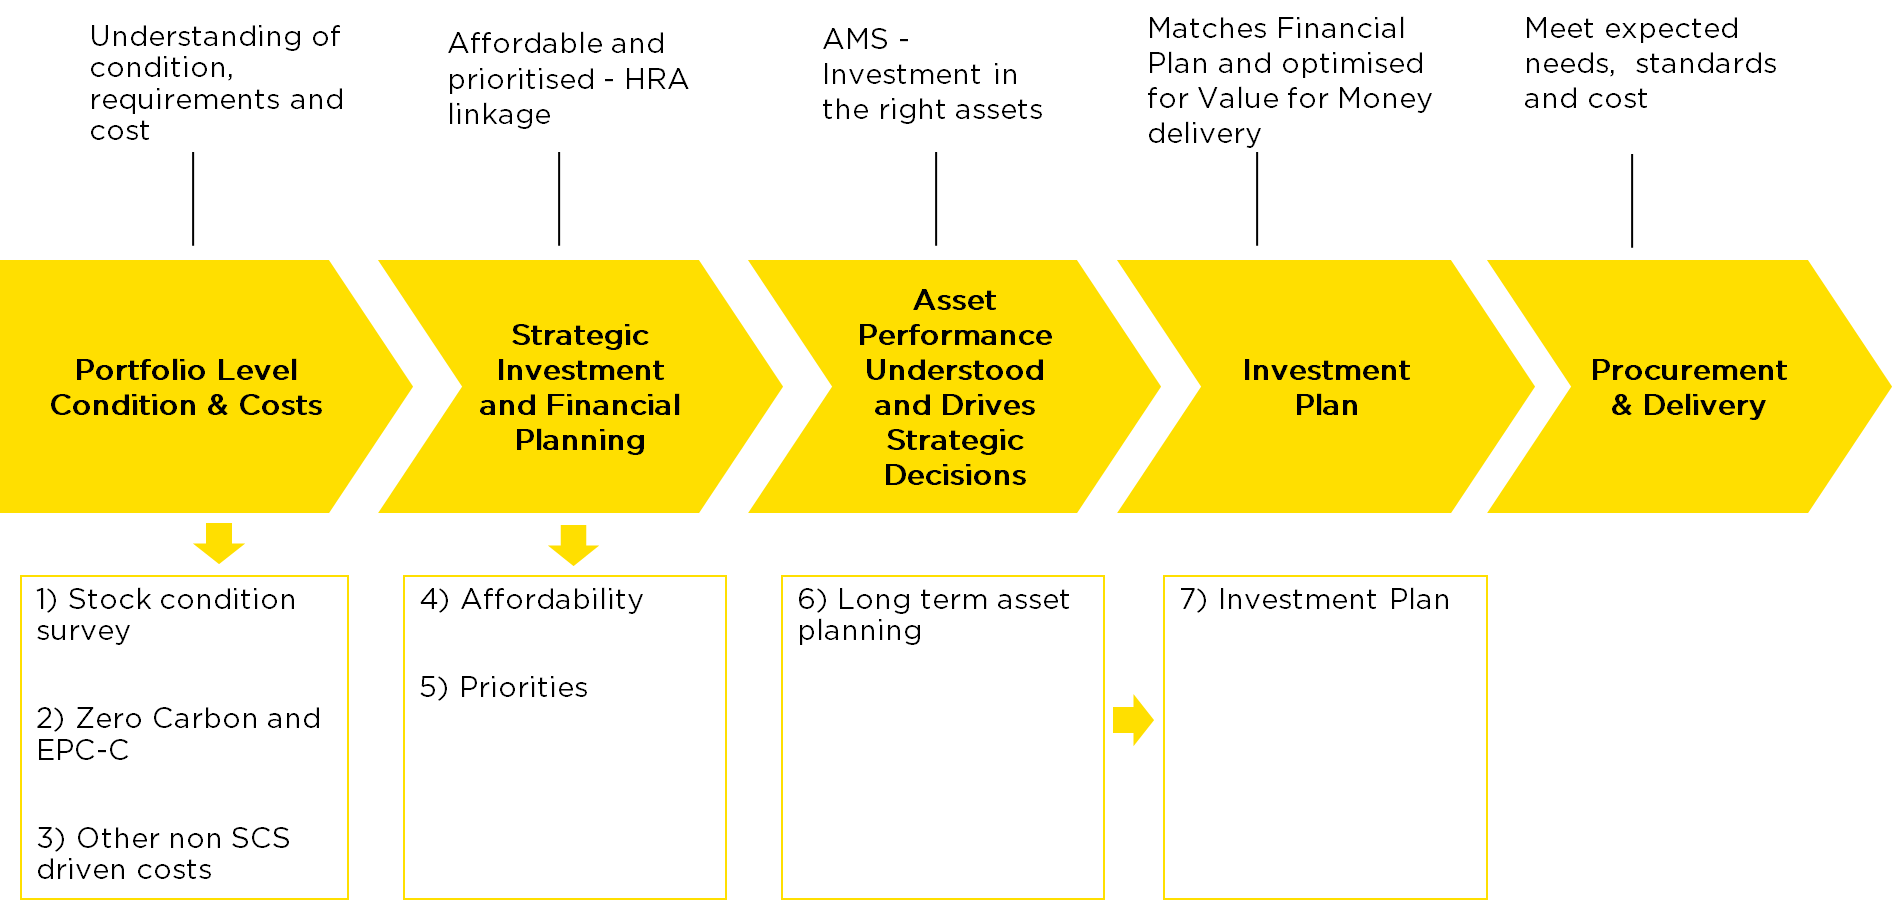 Understanding of
condition,
requirements and
cost
Affordable and
prioritised - HRA
linkage
AMS -
Investment in
the right assets
Matches Financial
Plan and optimised
for Value for Money
delivery
Meet expected
needs,  standards
and cost
Portfolio Level
Condition & Costs
Strategic
Investment
and Financial
Planning
Asset
Performance
Understood
and Drives
Strategic
Decisions
Investment
Plan
Procurement
& Delivery
1) Stock condition
survey
2) Zero Carbon and
EPC-C
3) Other non SCS
driven costs
4) Affordability
5) Priorities
6) Long term asset
planning
7) Investment Plan